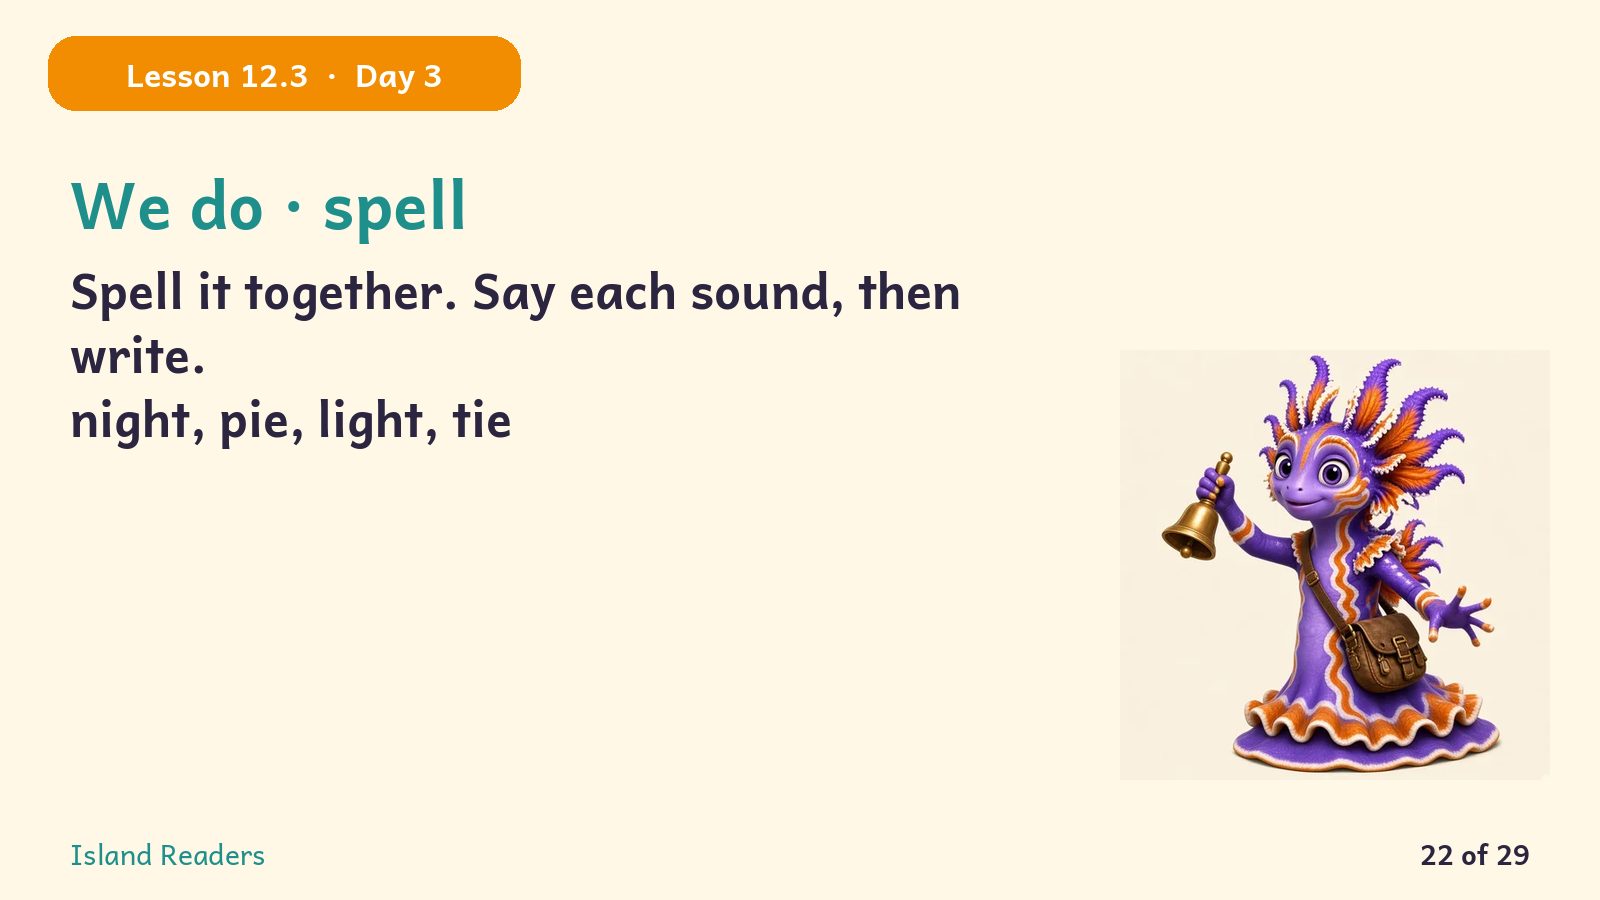 Lesson 12.3 · Day 3
We do · spell
Spell it together. Say each sound, then
write.
night, pie, light, tie
Island Readers
22 of 29